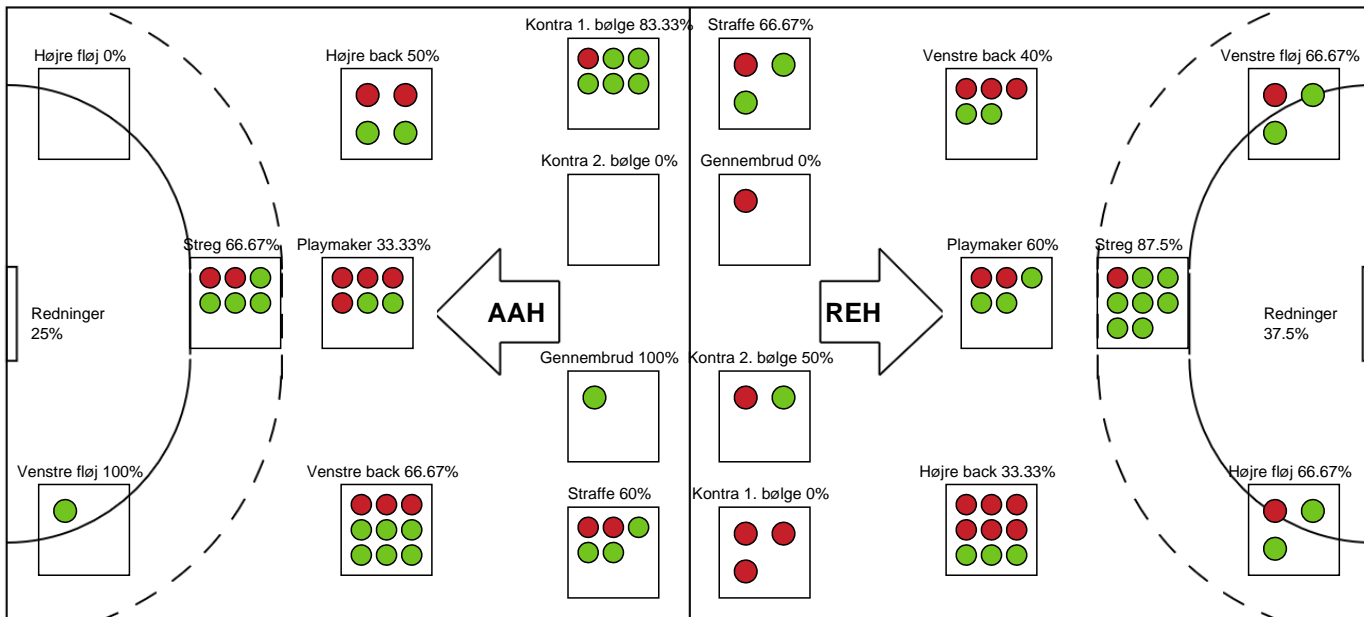 Kontra 1. bølge 83.33%
Straffe 66.67%
Højre fløj 0%
Højre back 50%
Venstre back 40%
Venstre fløj 66.67%
Kontra 2. bølge 0%
Gennembrud 0%
Streg 66.67%
Playmaker 33.33%
Playmaker 60%
Streg 87.5%
Redninger
25%
AAH
REH
Redninger
37.5%
Gennembrud 100%
Kontra 2. bølge 50%
Venstre fløj 100%
Venstre back 66.67%
Straffe 60%
Kontra 1. bølge 0%
Højre back 33.33%
Højre fløj 66.67%